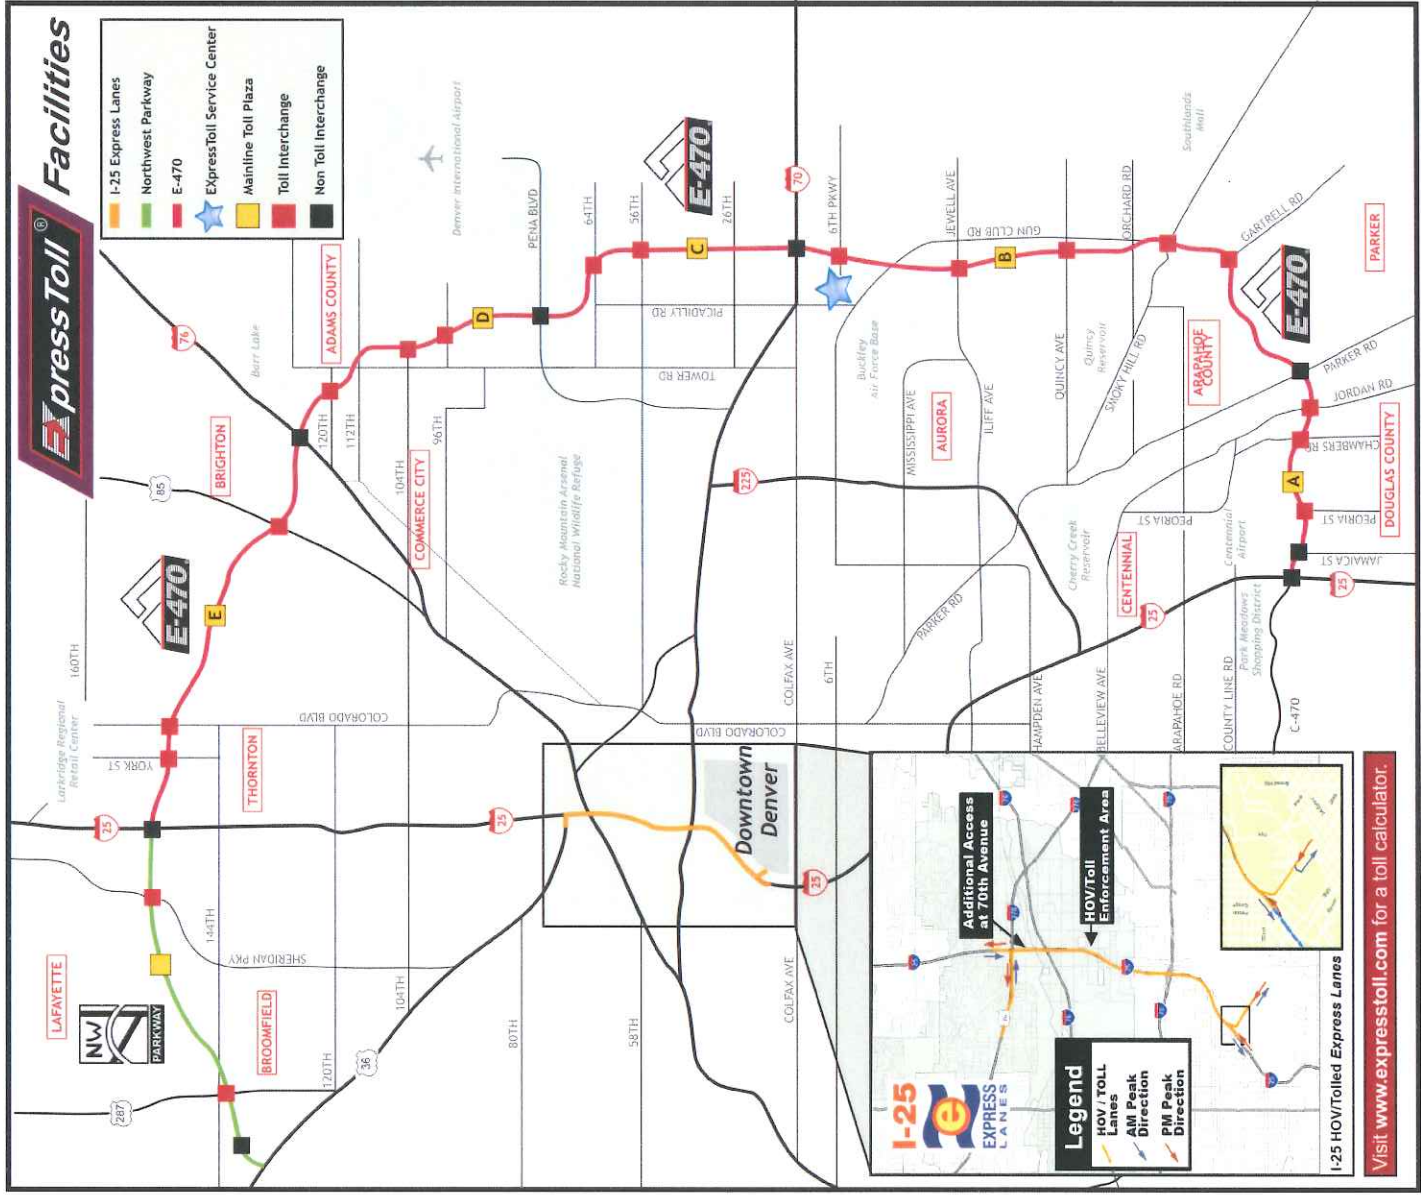 EXpressToll® Facilities
I-25 Express Lanes
Northwest Parkway
E-470
EXpressToll Service Center
Mainline Toll Plaza
Toll Interchange
Non Toll Interchange
LAFAYETTE
NW
PARKWAY
BROOMFIELD
287
36
120TH
144TH
SHERIDAN PKY
104TH
Larkridge Regional
Retail Center
25
YORK ST
THORNTON
160TH
COLORADO BLVD
E
E-470
BRIGHTON
85
76
Barr Lake
ADAMS COUNTY
120TH
112TH
104TH
COMMERCE CITY
96TH
25
D
Denver International Airport
PENA BLVD
64TH
56TH
26TH
C
E-470
PICADILLY RD
TOWER RD
Rocky Mountain Arsenal
National Wildlife Refuge
225
80TH
58TH
COLORADO BLVD
Downtown
Denver
25
COLFAX AVE
COLFAX AVE
6TH
70
6TH PKWY
JEWELL AVE
GUN CLUB RD
ORCHARD RD
B
Southlands
Mall
GARTRELL RD
PARKER
E-470
Buckley
Air Force Base
MISSISSIPPI AVE
AURORA
ILIFF AVE
QUINCY AVE
Quincy
Reservoir
SMOKY HILL RD
ARAPAHOE
COUNTY
PARKER RD
JORDAN RD
CHAMBERS RD
DOUGLAS COUNTY
A
PEORIA ST
PEORIA ST
JAMAICA ST
Centennial
Airport
Cherry Creek
Reservoir
CENTENNIAL
PARKER RD
25
25
Park Meadows
Shopping District
HAMPDEN AVE
BELLEVIEW AVE
ARAPAHOE RD
COUNTY LINE RD
C-470
I-25
e
EXPRESS
LANES
Additional Access
at 70th Avenue
HOV/Toll
Enforcement Area
Legend
HOV / TOLL
Lanes
AM Peak
Direction
PM Peak
Direction
I-25 HOV/Tolled Express Lanes
Visit www.expresstoll.com for a toll calculator.